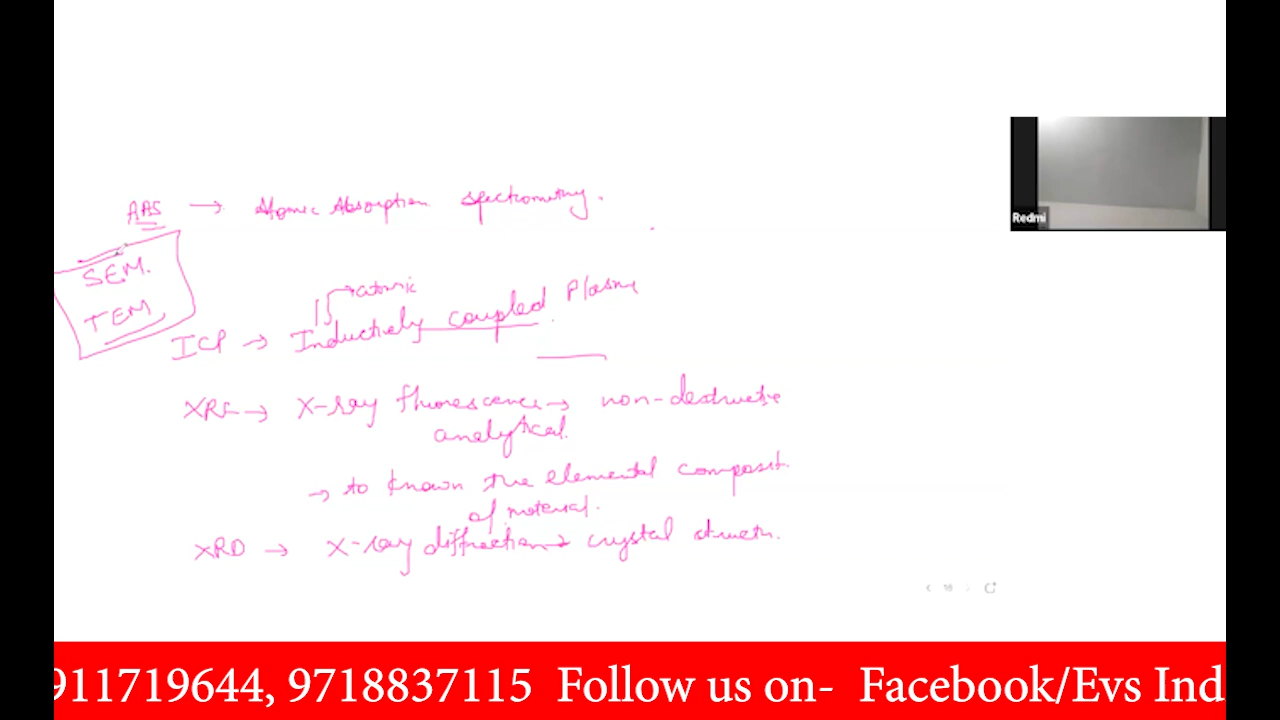 AAS → Atomic Absorption spectrometry.
Redmi
SEM.
TEM
→ atomic
ICP → Inductively coupled Plasma
XRF → X-ray fluorescence → non-destructive
analytical.
→ to known the elemental composit.
of material.
XRD → X-ray diffraction → crystal
911719644, 9718837115 Follow us on- Facebook/Evs Ind